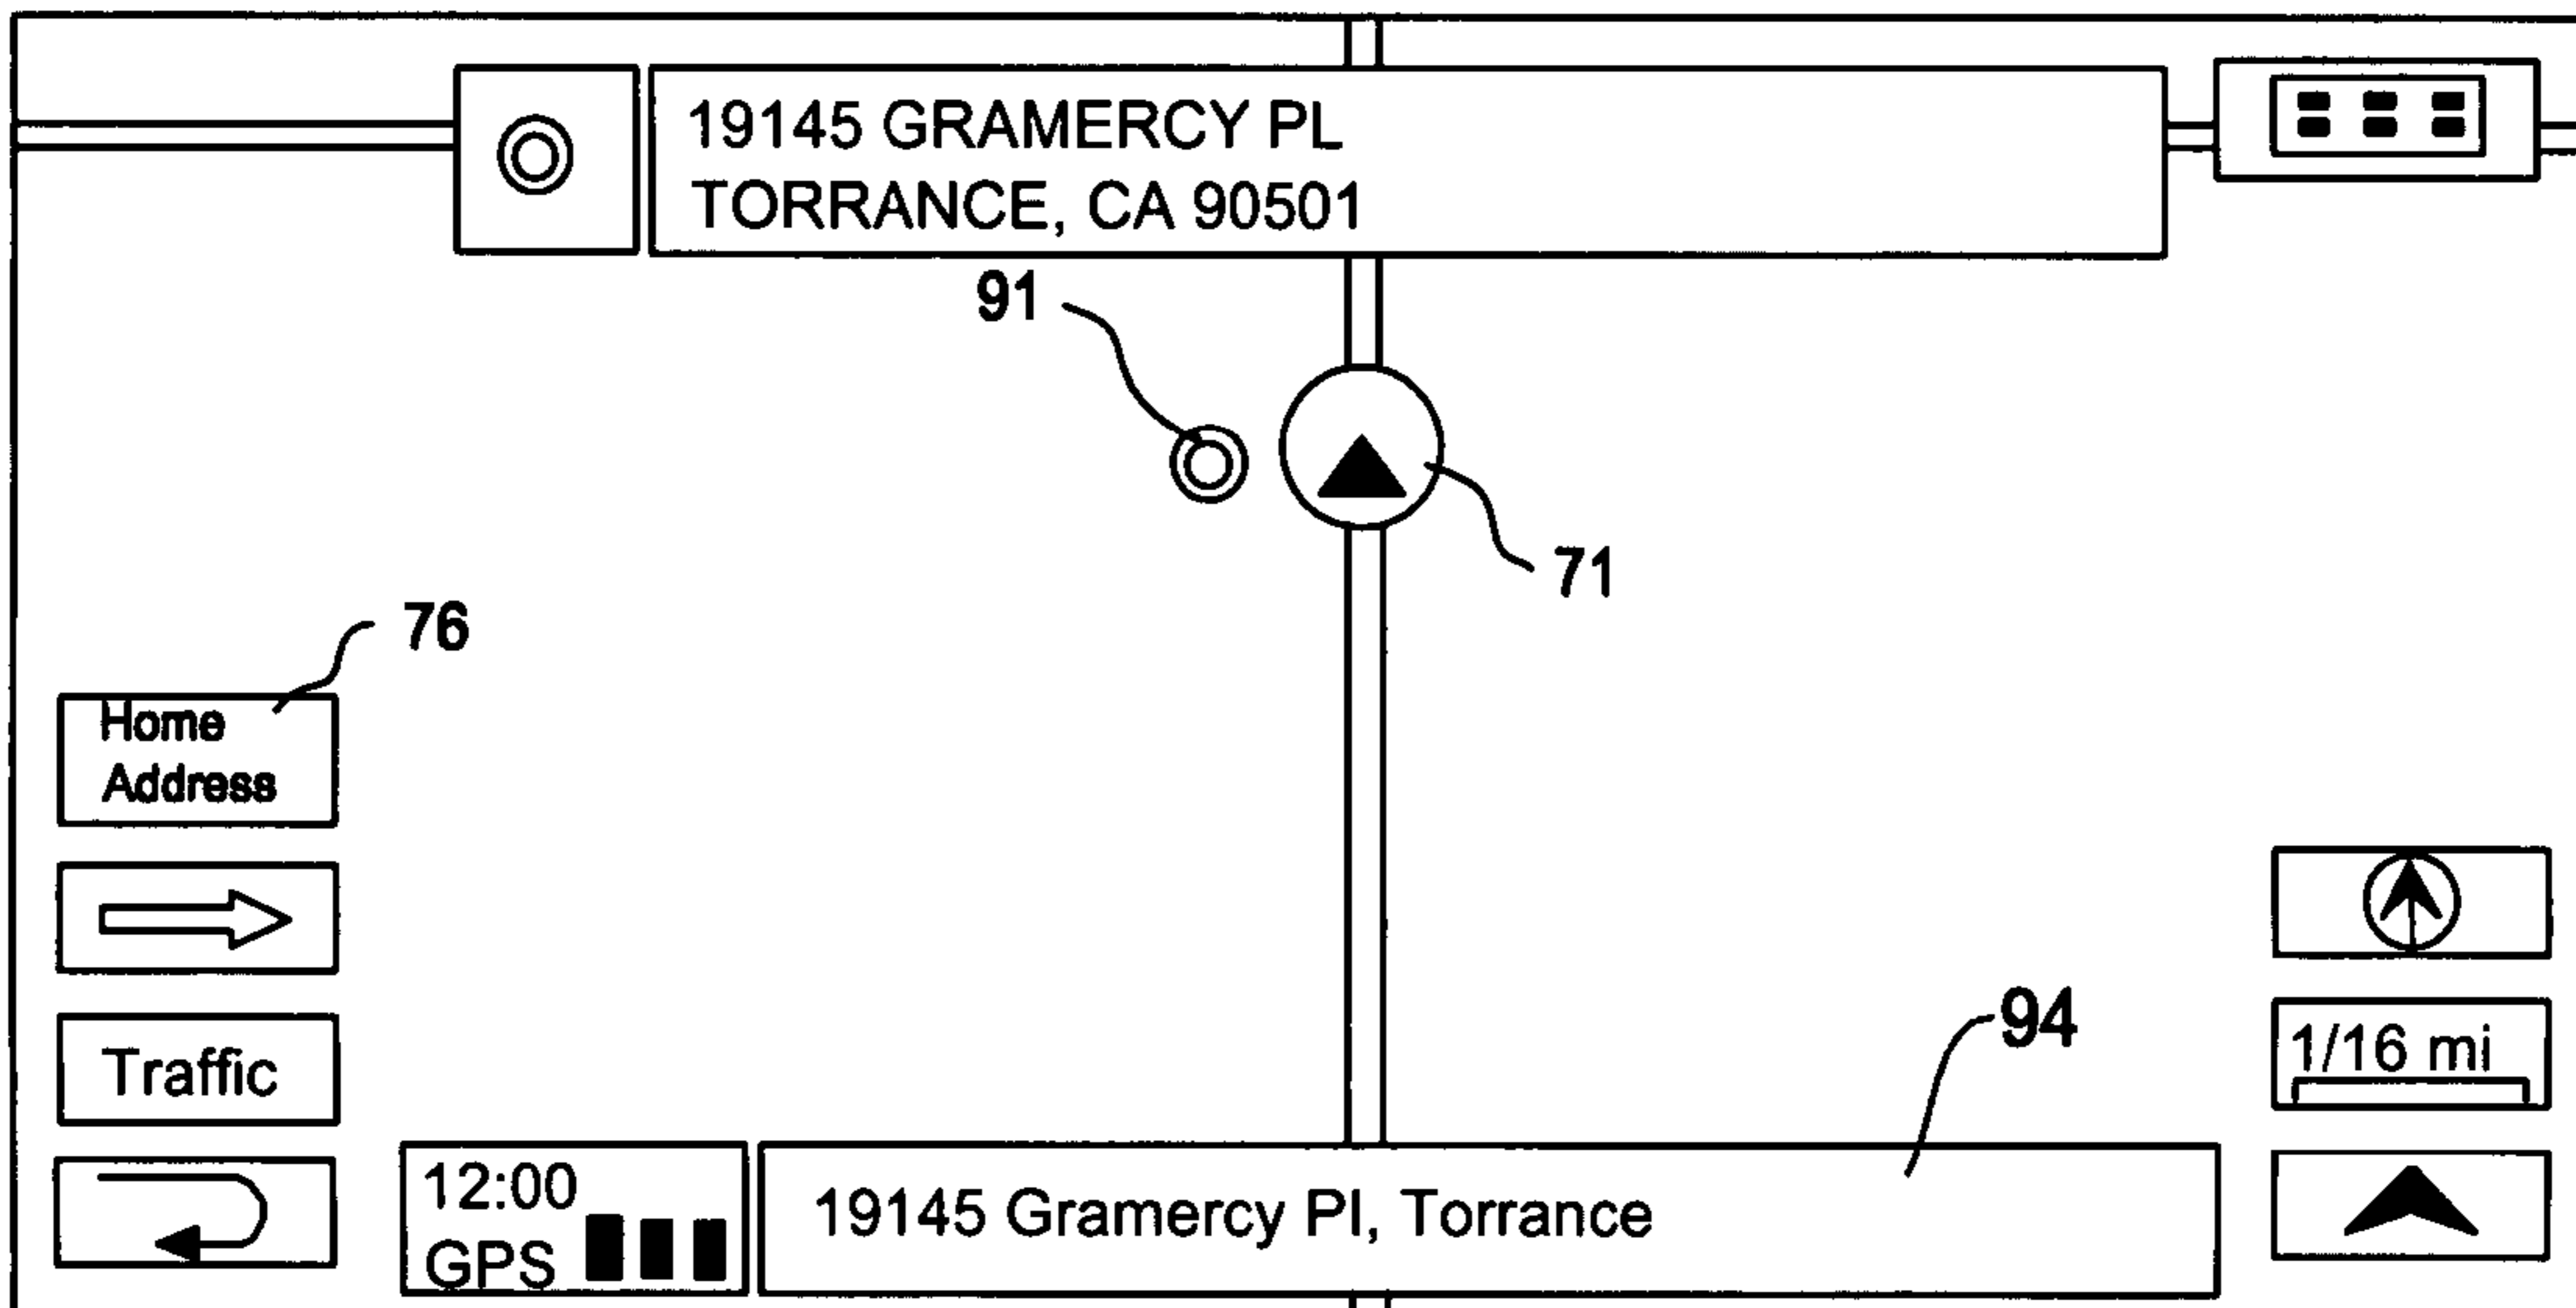 19145 GRAMERCY PL
TORRANCE, CA 90501
91
71
76
Home
Address
94
1/16 mi
Traffic
12:00
GPS
19145 Gramercy Pl, Torrance